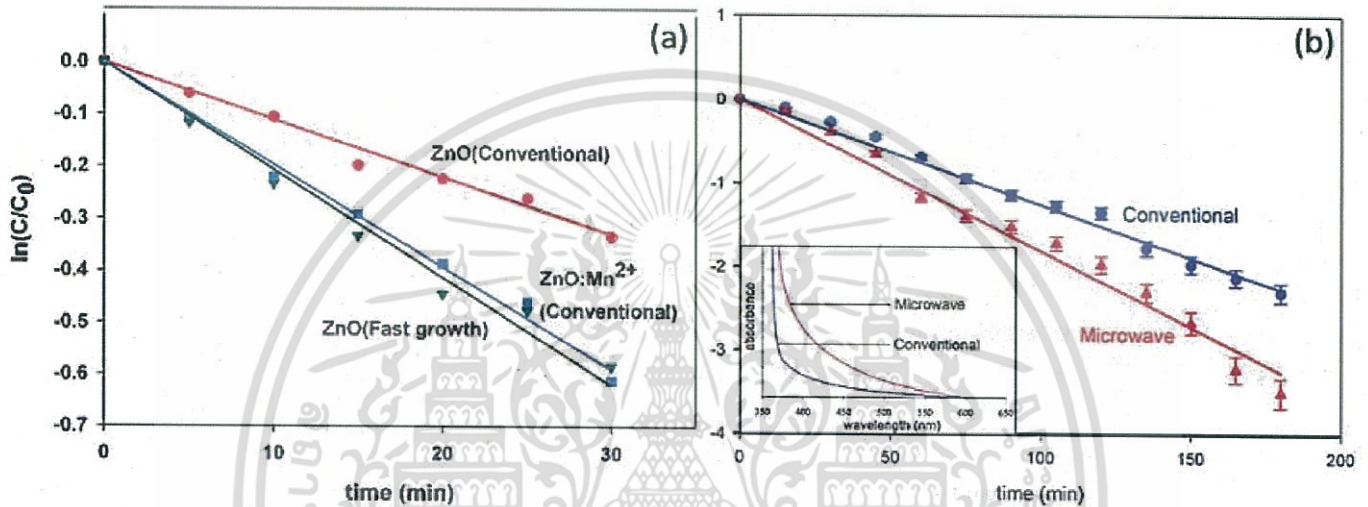 (a)
ln(C/C0)
0.0
-0.1
-0.2
-0.3
-0.4
-0.5
-0.6
-0.7
ZnO(Conventional)
ZnO:Mn2+
(Conventional)
ZnO(Fast growth)
0
10
20
30
time (min)
(b)
1
0
-1
-2
-3
-4
Conventional
Microwave
absorbance
Microwave
Conventional
350
400
450
500
550
600
650
wavelength (nm)
0
50
100
150
200
time (min)